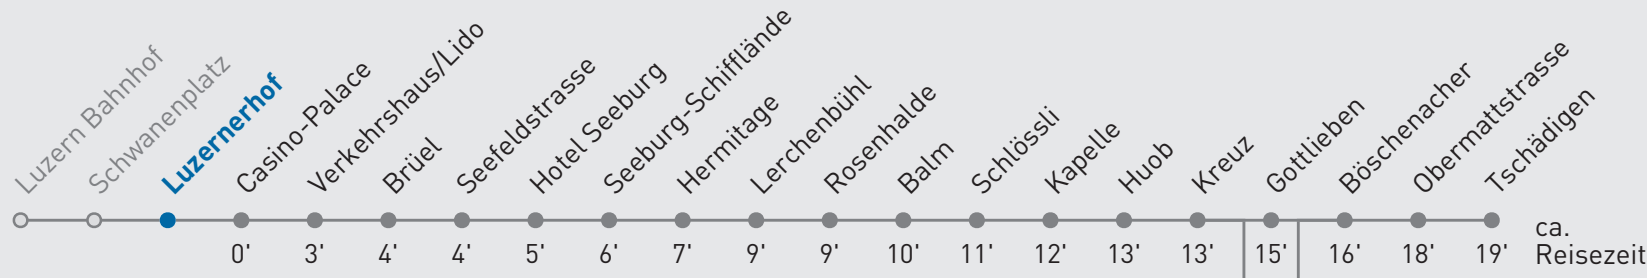 Luzern Bahnhof
Schwanenplatz
Luzernerhof
Casino-Palace
Verkehrshaus/Lido
Brüel
Seefeldstrasse
Hotel Seeburg
Seeburg-Schifflände
Hermitage
Lerchenbühl
Rosenhalde
Balm
Schlössli
Kapelle
Huob
Kreuz
Gottlieben
Böschenacher
Obermattstrasse
Tschädigen
0' 3' 4' 4' 5' 6' 7' 9' 9' 10' 11' 12' 13' 13' 15' 16' 18' 19'
ca.
Reisezeit